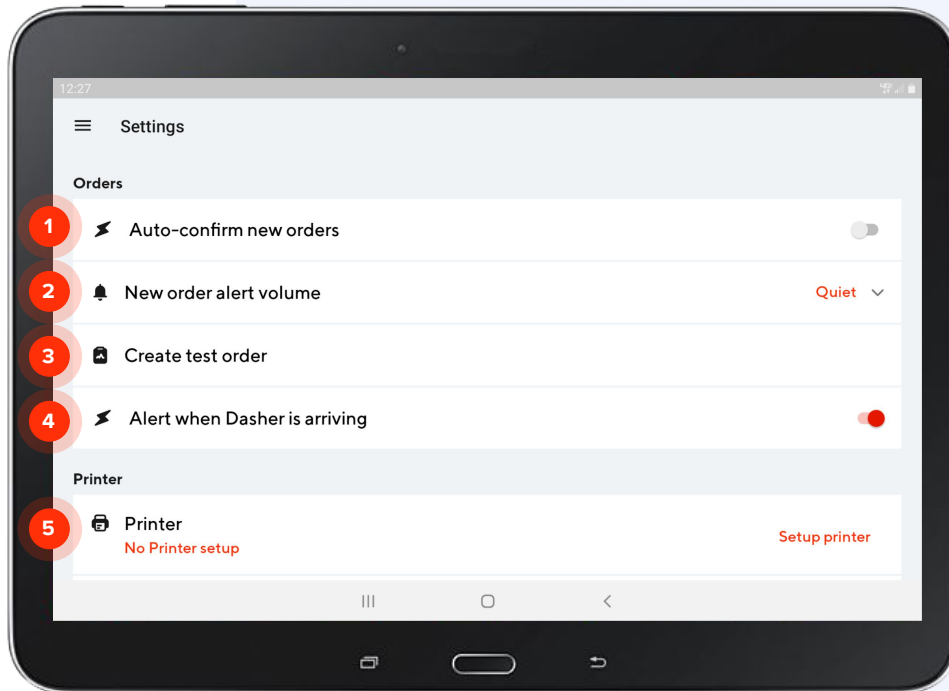 12:27
Settings
Orders
1 Auto-confirm new orders
2 New order alert volume Quiet
3 Create test order
4 Alert when Dasher is arriving
Printer
5 Printer
No Printer setup Setup printer